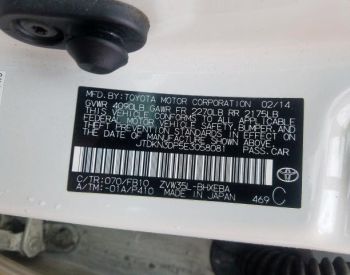 MFD. BY: TOYOTA MOTOR CORPORATION 02/14
GVWR 4090LB GAWR FR 2270LB RR 2175LB
THIS VEHICLE CONFORMS TO ALL APPLICABLE
FEDERAL MOTOR VEHICLE SAFETY, BUMPER, AND
THEFT PREVENTION STANDARDS IN EFFECT ON
THE DATE OF MANUFACTURE SHOWN ABOVE.
JTDKN3DP5E3058081 PASS.CAR
C/TR: 070/FB10 ZVW35L-BHXEBA
A/TM: -01A/P410 MADE IN JAPAN 469 C